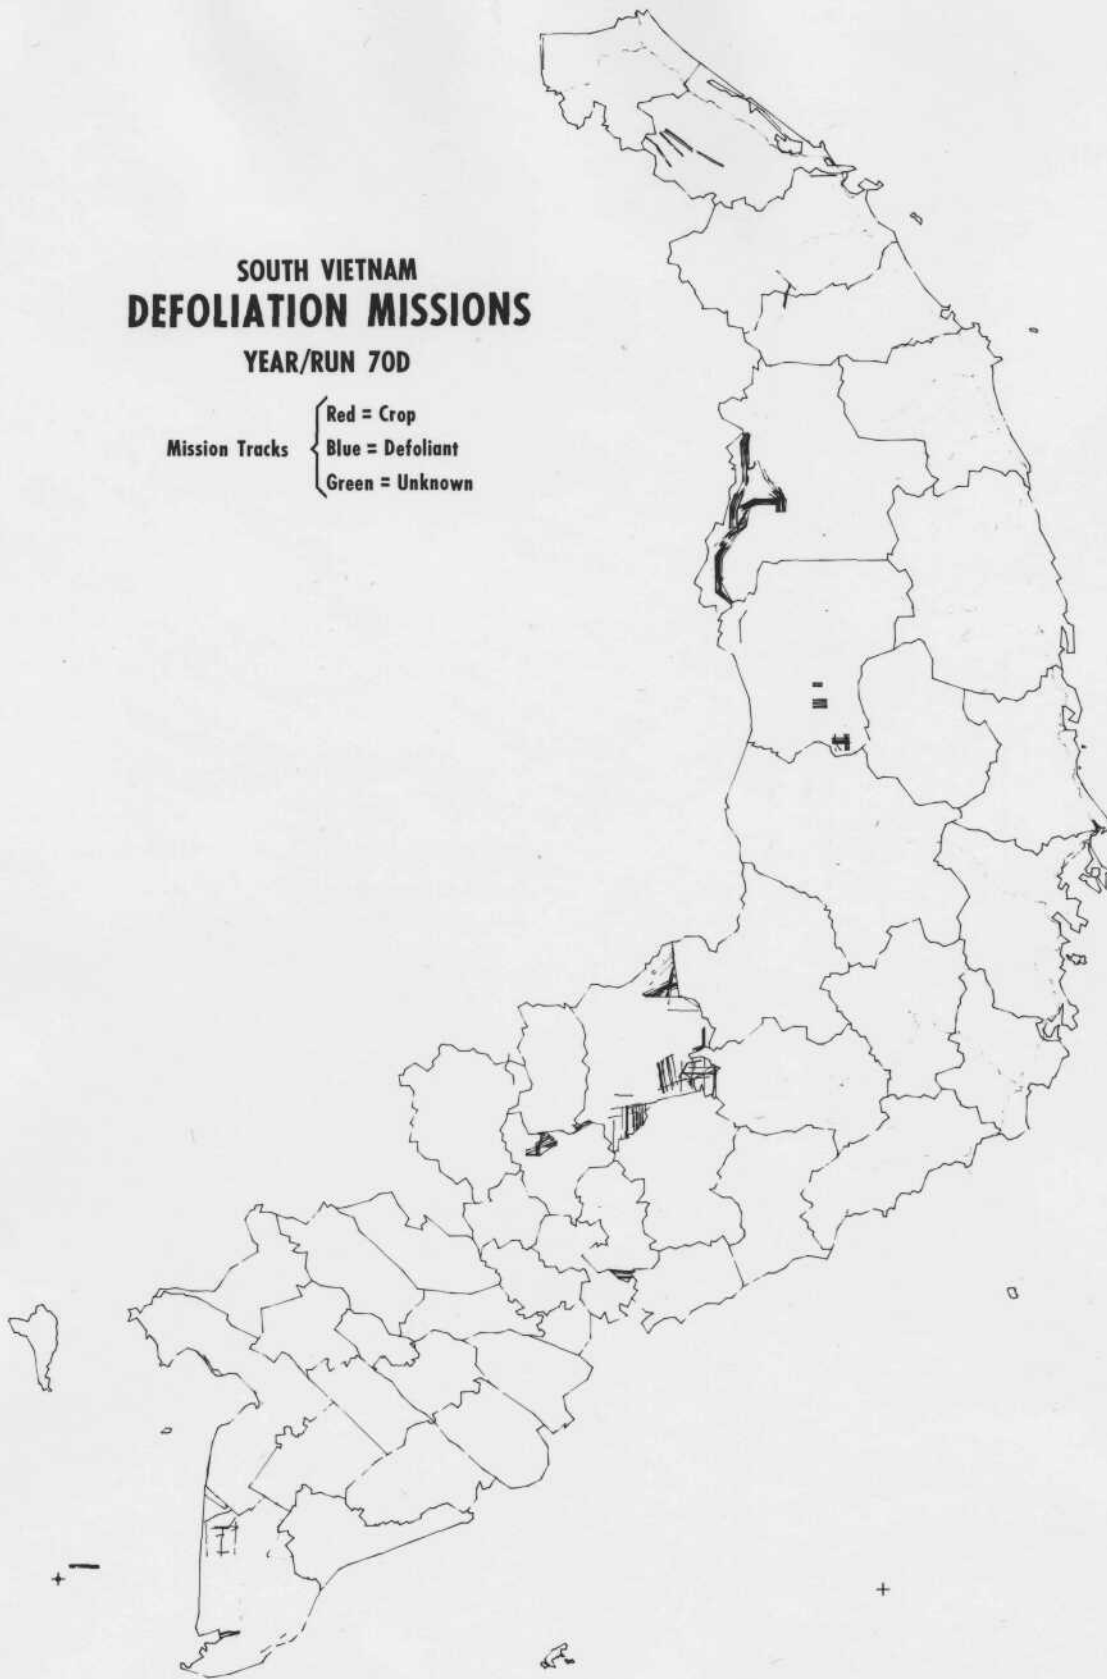 SOUTH VIETNAM
DEFOLIATION MISSIONS
YEAR/RUN 70D
Mission Tracks
Red = Crop
Blue = Defoliant
Green = Unknown